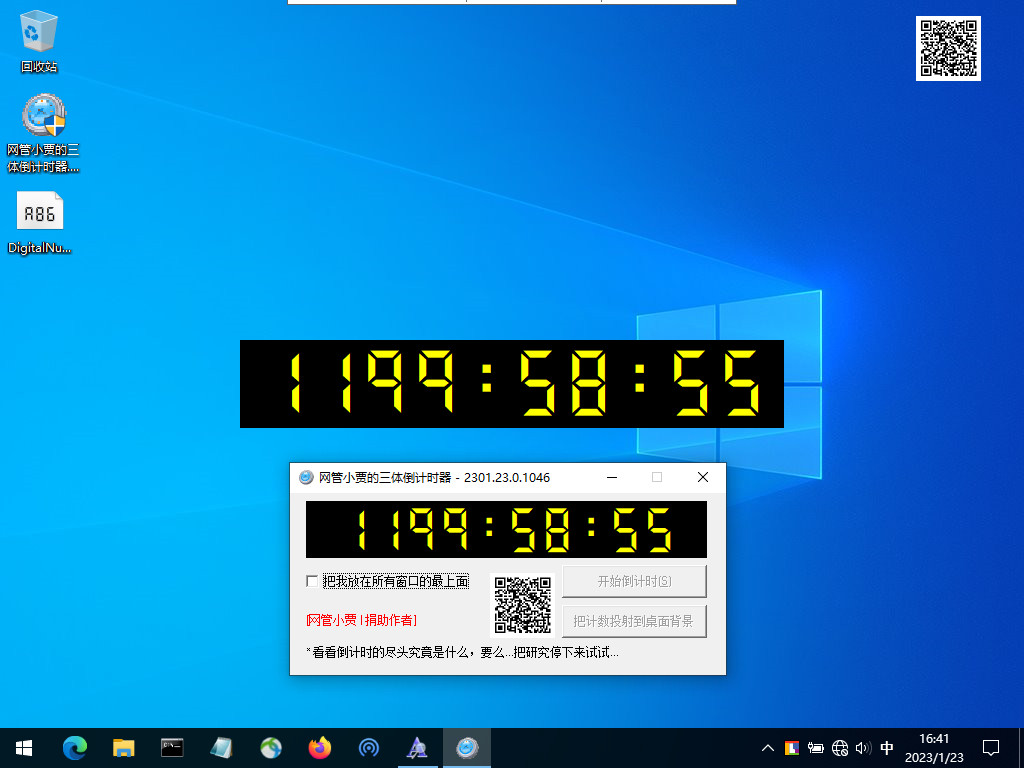 回收站
网管小贾的三
体倒计时器....
A86
DigitalNu...
1199:58:55
网管小贾的三体倒计时器 - 2301.23.0.1046
1199:58:55
把我放在所有窗口的最上面
开始倒计时(S)
[网管小贾 | 捐助作者]
把计数投射到桌面背景
*看看倒计时的尽头究竟是什么，要么...把研究停下来试试...
中
16:41
2023/1/23